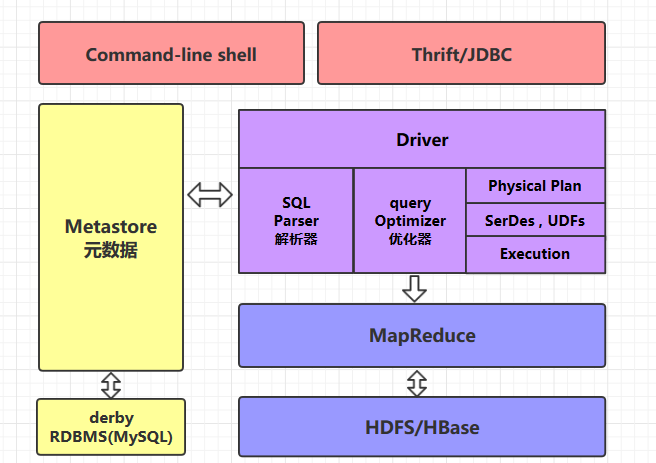 Command-line shell
Thrift/JDBC
Metastore
元数据
Driver
SQL
Parser
解析器
query
Optimizer
优化器
Physical Plan
SerDes , UDFs
Execution
MapReduce
derby
RDBMS(MySQL)
HDFS/HBase